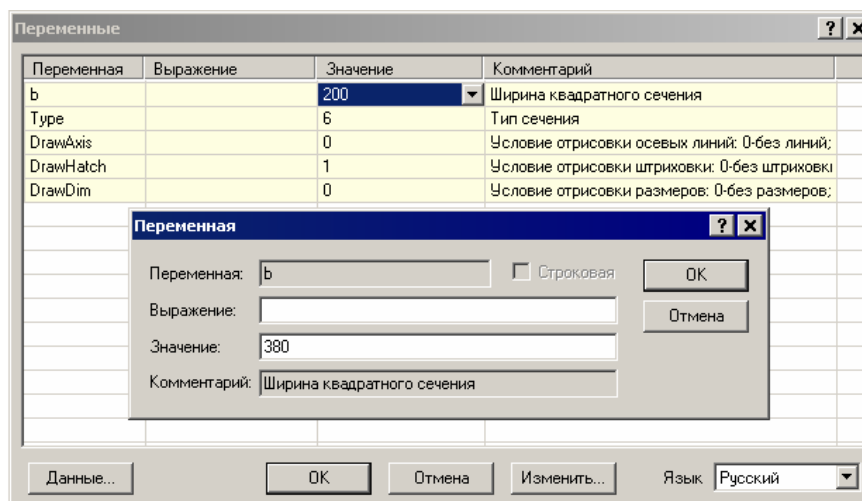 Переменные
Переменная Выражение Значение Комментарий
b 200 Ширина квадратного сечения
Type 6 Тип сечения
DrawAxis 0 Условие отрисовки осевых линий: 0-без линий;
DrawHatch 1 Условие отрисовки штриховки: 0-без штриховки
DrawDim 0 Условие отрисовки размеров: 0-без размеров;
Переменная
Переменная: b Строковая OK
Выражение: Отмена
Значение: 380
Комментарий: Ширина квадратного сечения
Данные... OK Отмена Изменить... Язык Русский